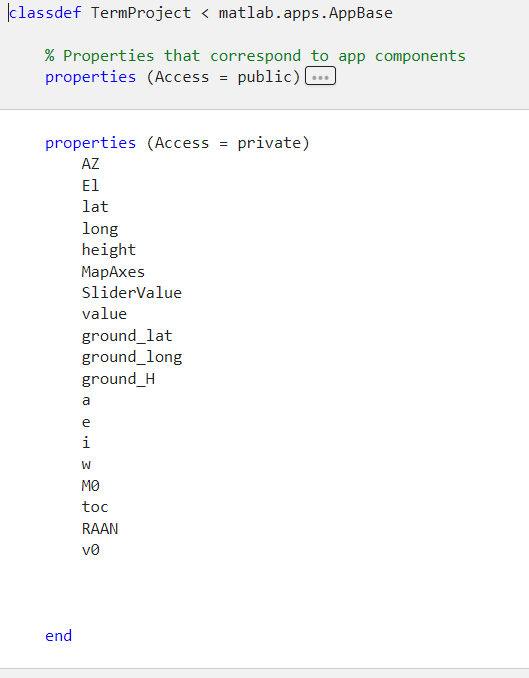 classdef TermProject < matlab.apps.AppBase
% Properties that correspond to app components
properties (Access = public) ...
properties (Access = private)
AZ
El
lat
long
height
MapAxes
SliderValue
value
ground_lat
ground_long
ground_H
a
e
i
w
M0
toc
RAAN
v0
end